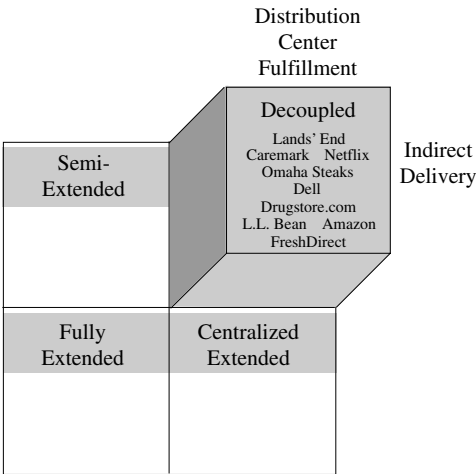 Distribution
Center
Fulfillment
Decoupled
Lands' End
Caremark Netflix
Omaha Steaks
Dell
Drugstore.com
L.L. Bean Amazon
FreshDirect
Indirect
Delivery
Semi-
Extended
Fully
Extended
Centralized
Extended